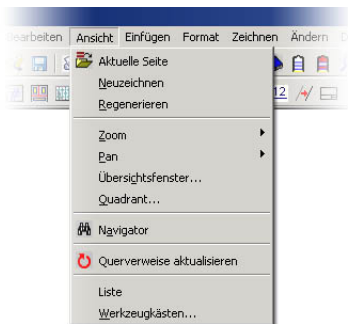 Bearbeiten Ansicht Einfügen Format Zeichnen Ändern
Aktuelle Seite
Neuzeichnen
Regenerieren
12
Zoom
Pan
Übersichtsfenster...
Quadrant...
Navigator
Querverweise aktualisieren
Liste
Werkzeugkästen...